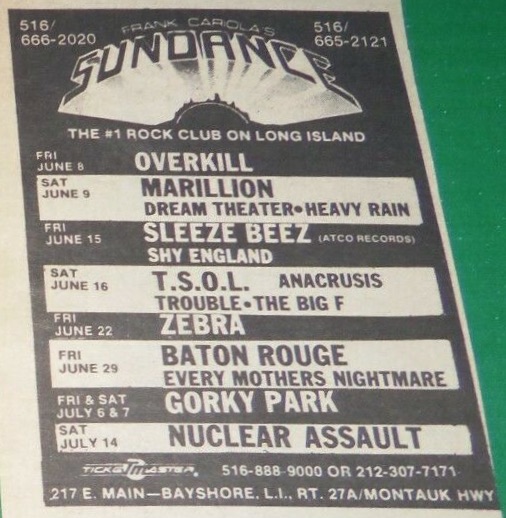 516/
666-2020
FRANK CARIOLA'S
516/
665-2121
SUNDANCE
THE #1 ROCK CLUB ON LONG ISLAND
FRI
JUNE 8
OVERKILL
SAT
JUNE 9
MARILLION
DREAM THEATER•HEAVY RAIN
FRI
JUNE 15
SLEEZE BEEZ (ATCO RECORDS)
SHY ENGLAND
SAT
JUNE 16
T.S.O.L. ANACRUSIS
TROUBLE•THE BIG F
FRI
JUNE 22
ZEBRA
FRI
JUNE 29
BATON ROUGE
EVERY MOTHERS NIGHTMARE
FRI & SAT
JULY 6 & 7
GORKY PARK
SAT
JULY 14
NUCLEAR ASSAULT
TICKETMASTER 516-888-9000 OR 212-307-7171
217 E. MAIN—BAYSHORE, L.I., RT. 27A/MONTAUK HWY